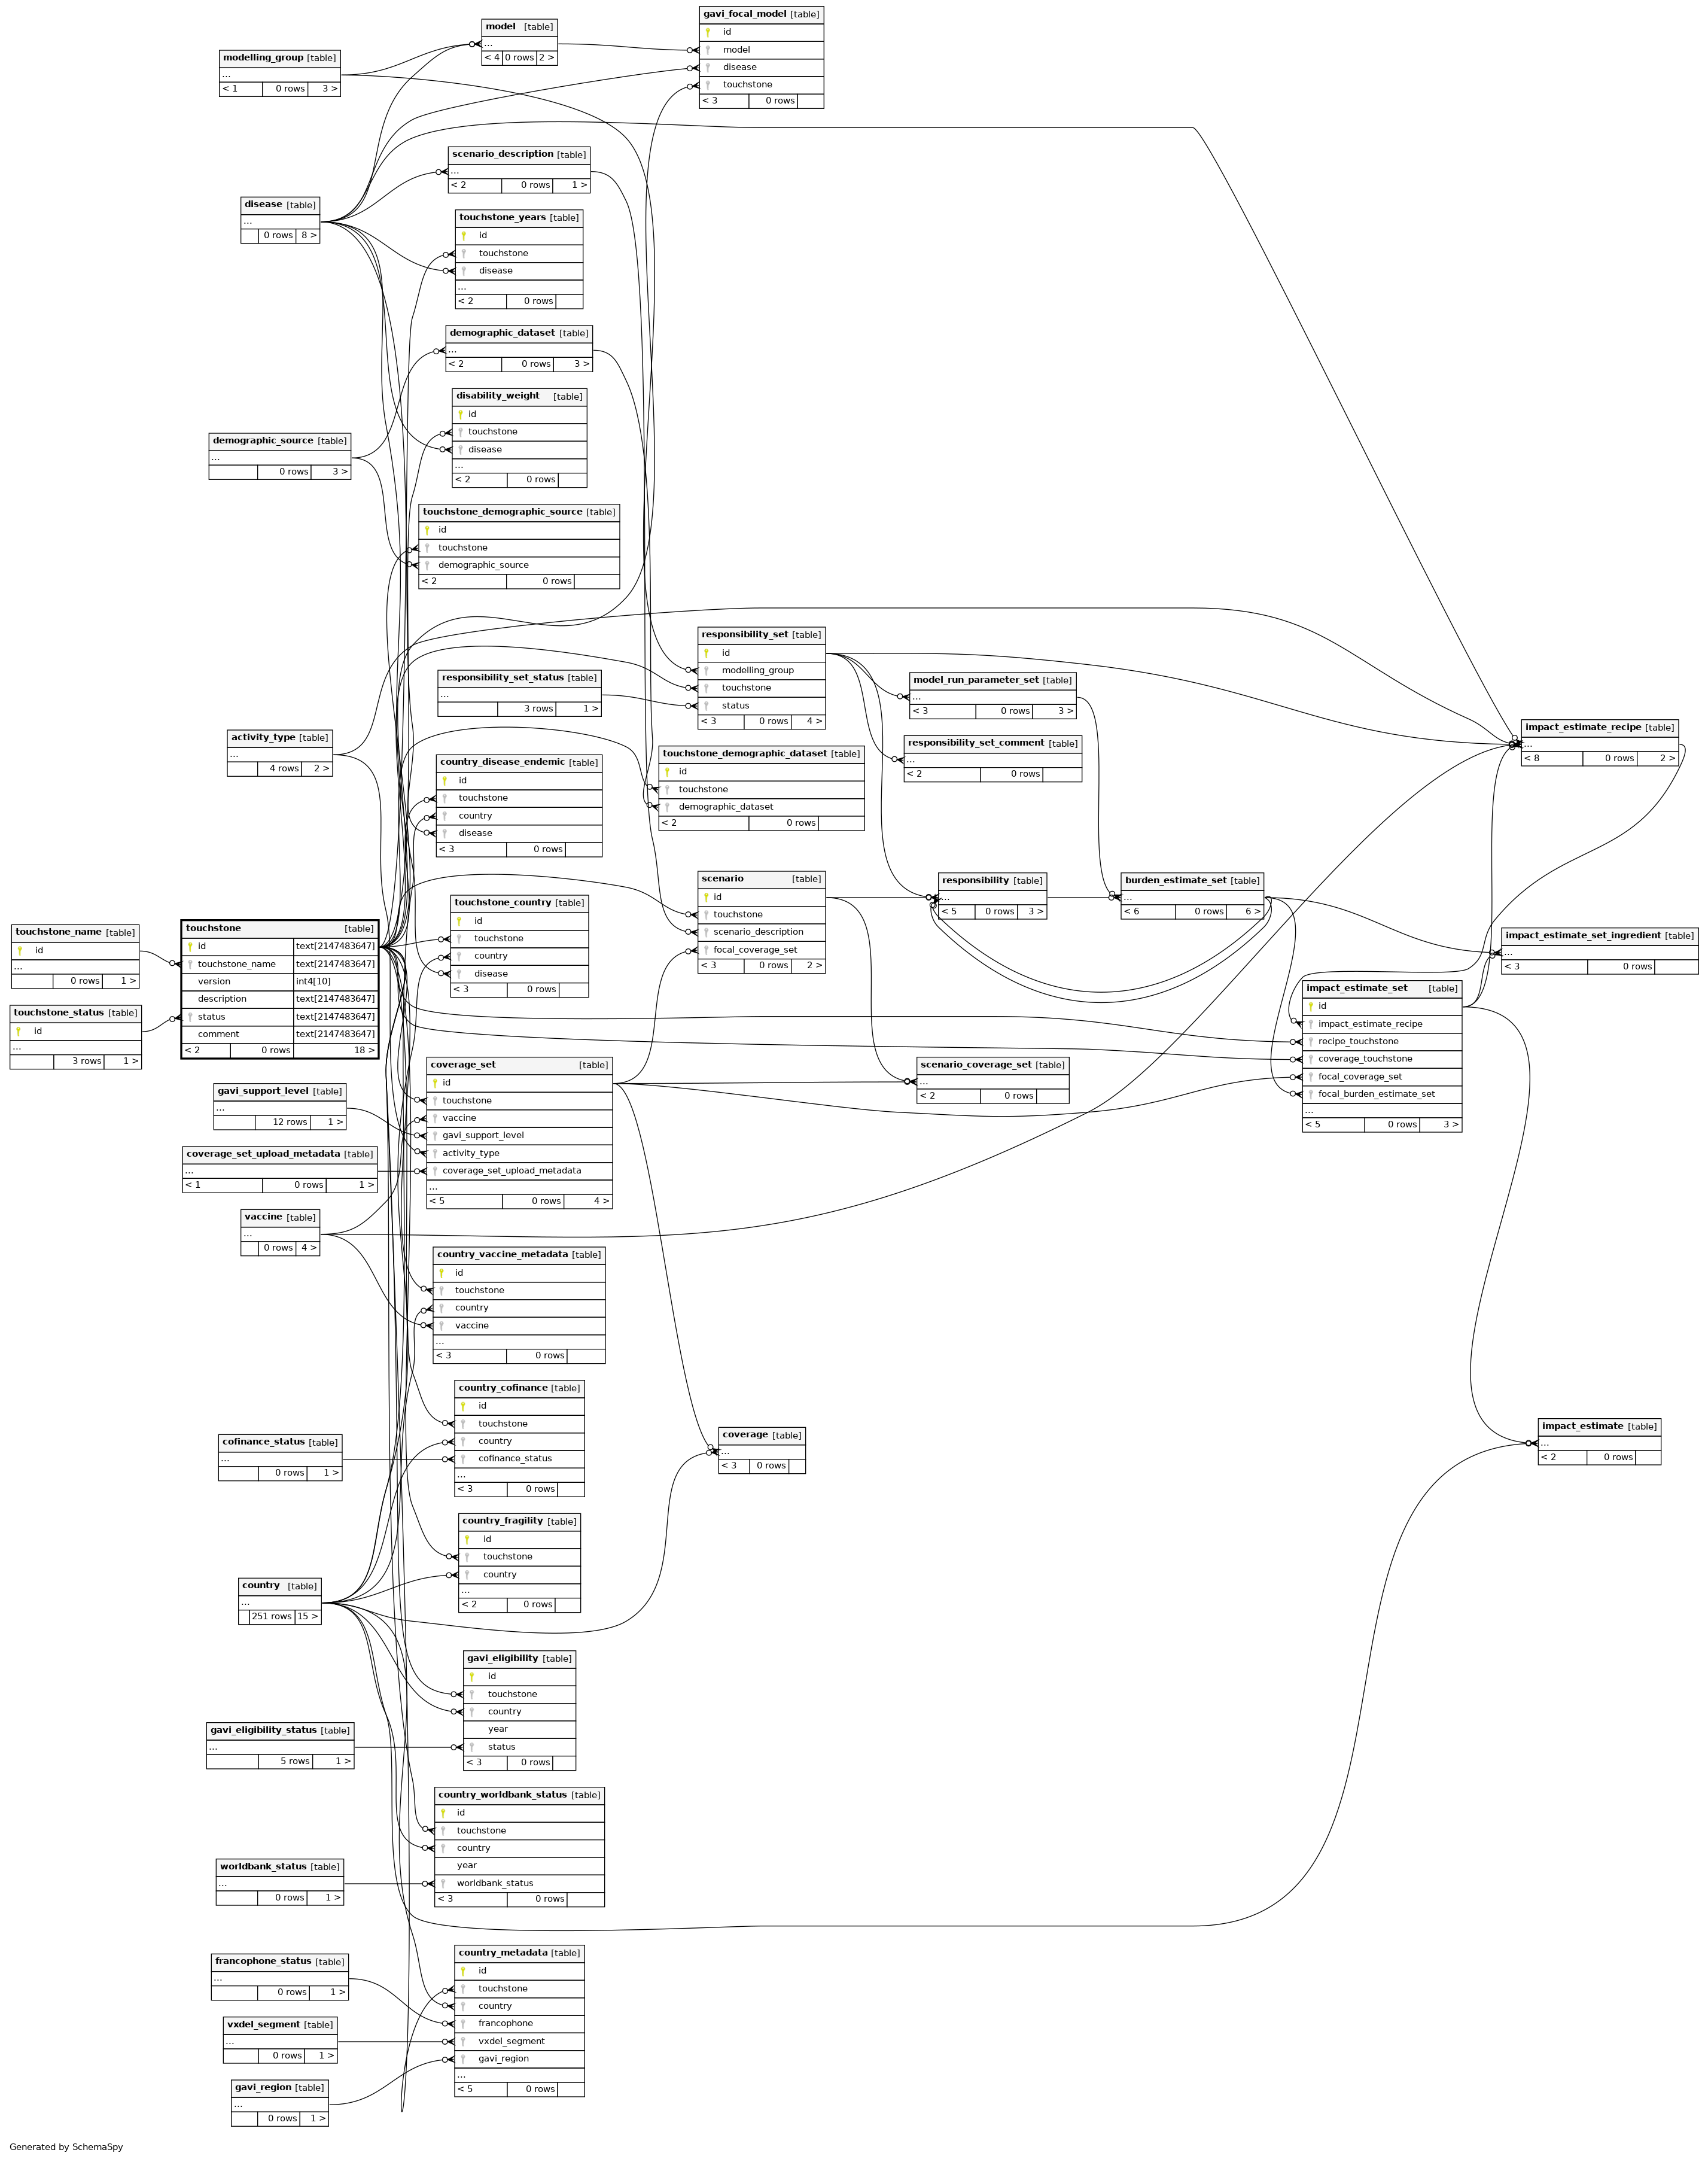 gavi_focal_model [table]
id
model
disease
touchstone
< 3 0 rows
model [table]
...
< 4 0 rows 2 >
modelling_group [table]
...
< 1 0 rows 3 >
scenario_description [table]
...
< 2 0 rows 1 >
disease [table]
...
0 rows 8 >
touchstone_years [table]
id
touchstone
disease
...
< 2 0 rows
demographic_dataset [table]
...
< 2 0 rows 3 >
disability_weight [table]
id
touchstone
disease
...
< 2 0 rows
demographic_source [table]
...
0 rows 3 >
touchstone_demographic_source [table]
id
touchstone
demographic_source
< 2 0 rows
responsibility_set [table]
id
modelling_group
touchstone
status
< 3 0 rows 4 >
responsibility_set_status [table]
...
3 rows 1 >
model_run_parameter_set [table]
...
< 3 0 rows 3 >
responsibility_set_comment [table]
...
< 2 0 rows
impact_estimate_recipe [table]
...
< 8 0 rows 2 >
activity_type [table]
...
4 rows 2 >
touchstone_demographic_dataset [table]
id
touchstone
demographic_dataset
< 2 0 rows
country_disease_endemic [table]
id
touchstone
country
disease
< 3 0 rows
scenario [table]
id
touchstone
scenario_description
focal_coverage_set
< 3 0 rows 2 >
responsibility [table]
...
< 5 0 rows 3 >
burden_estimate_set [table]
...
< 6 0 rows 6 >
touchstone_country [table]
id
touchstone
country
disease
< 3 0 rows
impact_estimate_set_ingredient [table]
...
< 3 0 rows
touchstone_name [table]
id
...
0 rows 1 >
touchstone [table]
id text[2147483647]
touchstone_name text[2147483647]
version int4[10]
description text[2147483647]
status text[2147483647]
comment text[2147483647]
< 2 0 rows 18 >
touchstone_status [table]
id
...
3 rows 1 >
impact_estimate_set [table]
id
impact_estimate_recipe
recipe_touchstone
coverage_touchstone
focal_coverage_set
focal_burden_estimate_set
...
< 5 0 rows 3 >
coverage_set [table]
id
touchstone
vaccine
gavi_support_level
activity_type
coverage_set_upload_metadata
...
< 5 0 rows 4 >
scenario_coverage_set [table]
...
< 2 0 rows
gavi_support_level [table]
...
12 rows 1 >
coverage_set_upload_metadata [table]
...
< 1 0 rows 1 >
vaccine [table]
...
0 rows 4 >
country_vaccine_metadata [table]
id
touchstone
country
vaccine
...
< 3 0 rows
country_cofinance [table]
id
touchstone
country
cofinance_status
...
< 3 0 rows
cofinance_status [table]
...
0 rows 1 >
coverage [table]
...
< 3 0 rows
impact_estimate [table]
...
< 2 0 rows
country_fragility [table]
id
touchstone
country
...
< 2 0 rows
country [table]
...
251 rows 15 >
gavi_eligibility [table]
id
touchstone
country
year
status
< 3 0 rows
gavi_eligibility_status [table]
...
5 rows 1 >
country_worldbank_status [table]
id
touchstone
country
year
worldbank_status
< 3 0 rows
worldbank_status [table]
...
0 rows 1 >
country_metadata [table]
id
touchstone
country
francophone
vxdel_segment
gavi_region
...
< 5 0 rows
francophone_status [table]
...
0 rows 1 >
vxdel_segment [table]
...
0 rows 1 >
gavi_region [table]
...
0 rows 1 >
Generated by SchemaSpy